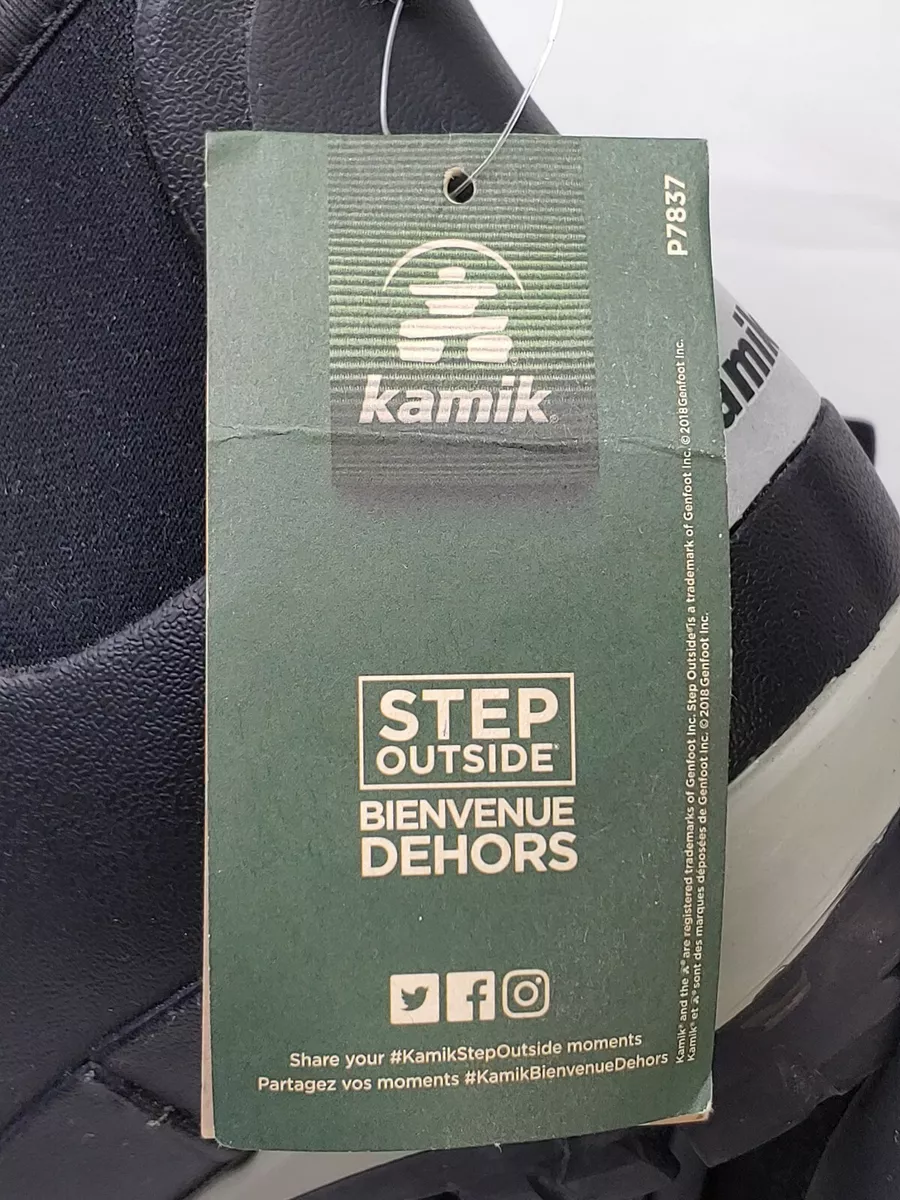 P7837
kamik®
STEP
OUTSIDE®
BIENVENUE
DEHORS
Share your #KamikStepOutside moments
Partagez vos moments #KamikBienvenueDehors
Kamik® and the ® are registered trademarks of Genfoot Inc. Step Outside® is a trademark of Genfoot Inc. © 2018 Genfoot Inc.
Kamik® et ® sont des marques déposées de Genfoot Inc. © 2018 Genfoot Inc.